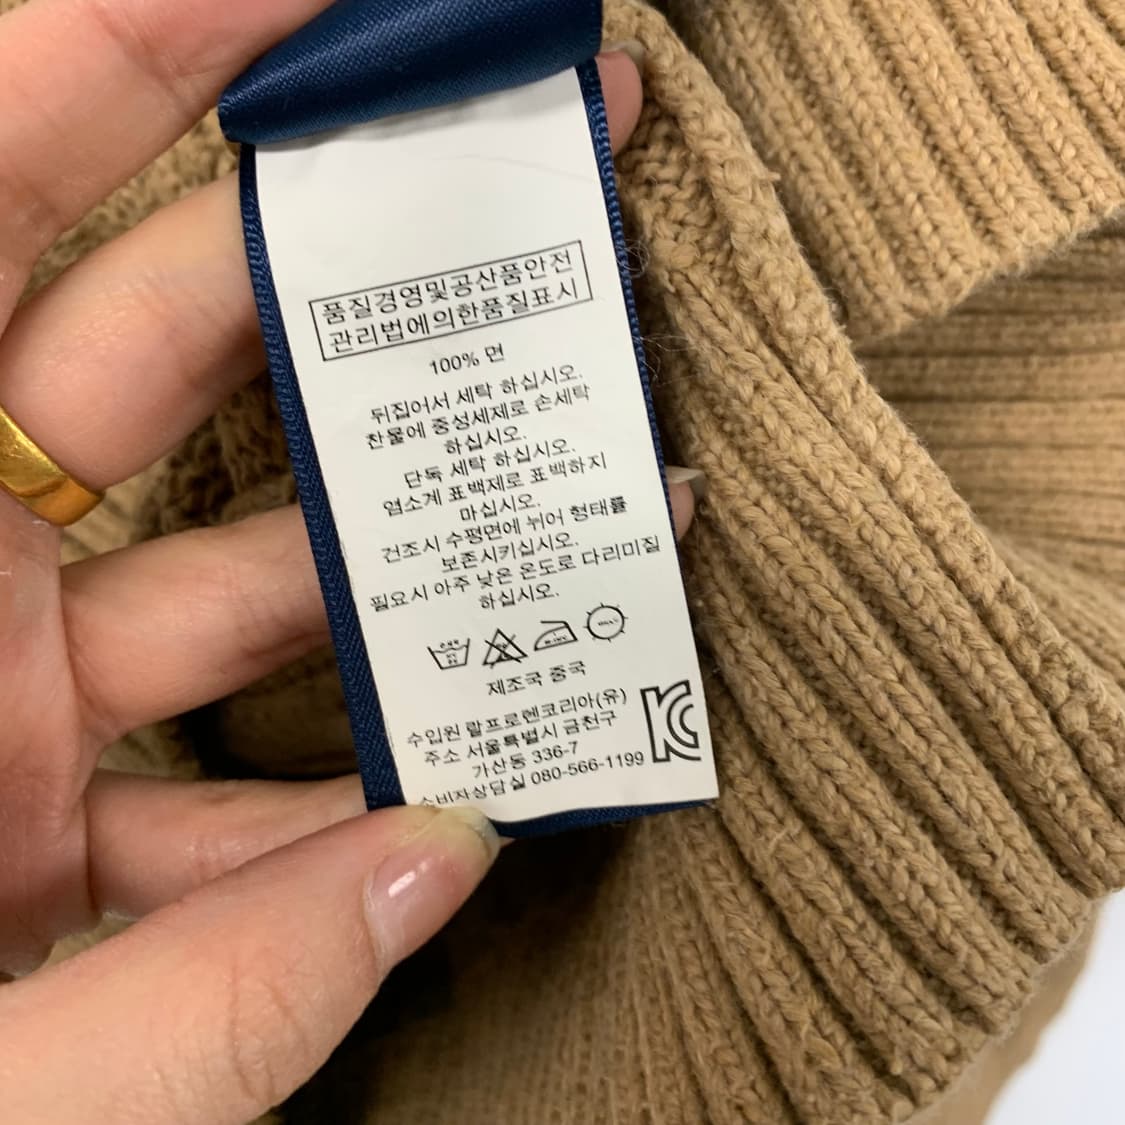 품질경영및공산품안전
관리법에의한품질표시
100% 면
뒤집어서 세탁 하십시오.
찬물에 중성세제로 손세탁
하십시오.
단독 세탁 하십시오.
염소계 표백제로 표백하지
마십시오.
건조시 수평면에 뉘어 형태를
보존시키십시오.
필요시 아주 낮은 온도로 다리미질
하십시오.
제조국 중국
수입원 랄프로렌코리아(유)
주소 서울특별시 금천구
가산동 336-7
소비자상담실 080-566-1199